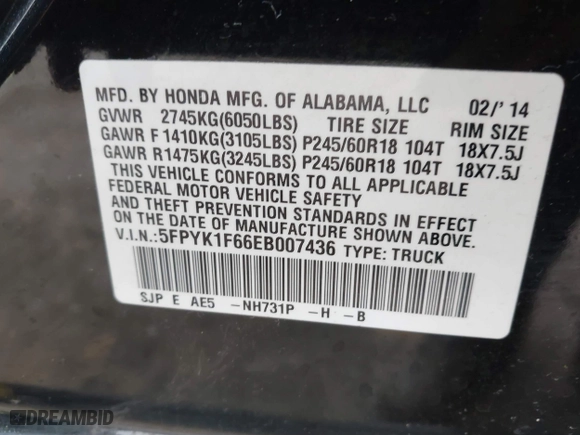 MFD. BY HONDA MFG. OF ALABAMA, LLC 02/'14
GVWR 2745KG(6050LBS) TIRE SIZE RIM SIZE
GAWR F 1410KG(3105LBS) P245/60R18 104T 18X7.5J
GAWR R 1475KG(3245LBS) P245/60R18 104T 18X7.5J
THIS VEHICLE CONFORMS TO ALL APPLICABLE
FEDERAL MOTOR VEHICLE SAFETY
AND THEFT PREVENTION STANDARDS IN EFFECT
ON THE DATE OF MANUFACTURE SHOWN ABOVE.
V.I.N.:5FPYK1F66EB007436 TYPE: TRUCK
SJP E AE5 -NH731P -H -B
DREAMBID